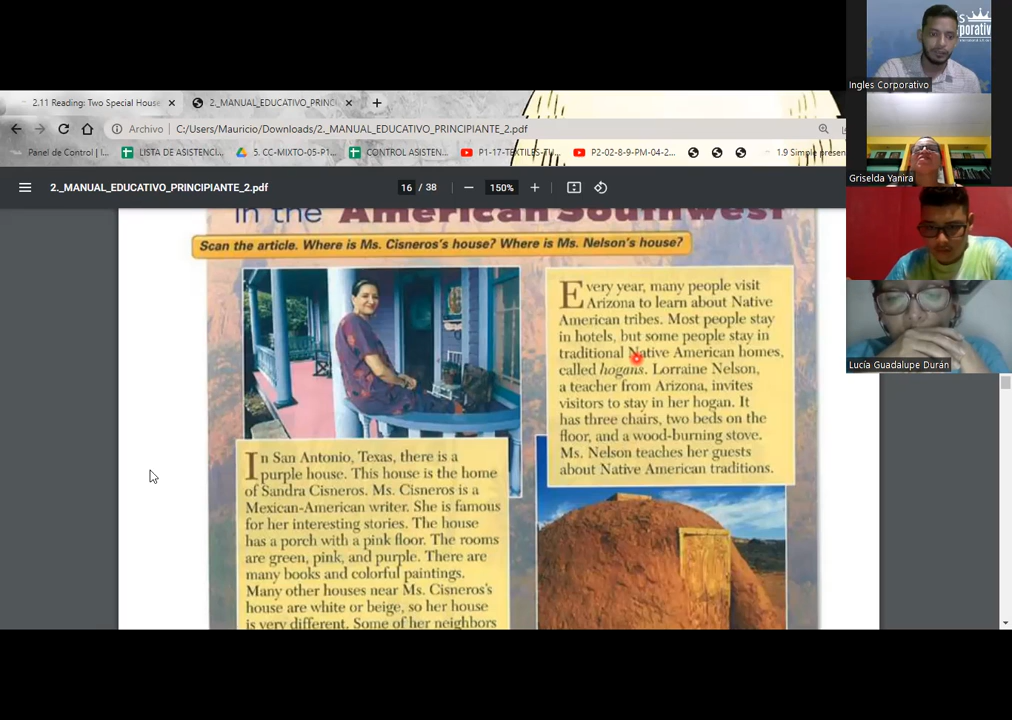 2.11 Reading: Two Special House
2._MANUAL_EDUCATIVO_PRINCI
Archivo
C:/Users/Mauricio/Downloads/2._MANUAL_EDUCATIVO_PRINCIPIANTE_2.pdf
Panel de Control | I...
LISTA DE ASISTENCI...
5. CC-MIXTO-05-P1...
CONTROL ASISTEN...
P1-17-TEXTILES-TU...
P2-02-8-9-PM-04-2...
1.9 Simple presen
2._MANUAL_EDUCATIVO_PRINCIPIANTE_2.pdf
16 / 38
150%
in the American Southwest
Scan the article. Where is Ms. Cisneros's house? Where is Ms. Nelson's house?
In San Antonio, Texas, there is a
purple house. This house is the home
of Sandra Cisneros. Ms. Cisneros is a
Mexican-American writer. She is famous
for her interesting stories. The house
has a porch with a pink floor. The rooms
are green, pink, and purple. There are
many books and colorful paintings.
Many other houses near Ms. Cisneros's
house are white or beige, so her house
is very different. Some of her neighbors
Every year, many people visit
Arizona to learn about Native
American tribes. Most people stay
in hotels, but some people stay in
traditional Native American homes,
called hogans. Lorraine Nelson,
a teacher from Arizona, invites
visitors to stay in her hogan. It
has three chairs, two beds on the
floor, and a wood-burning stove.
Ms. Nelson teaches her guests
about Native American traditions.
Ingles Corporativo
Griselda Yanira
Lucía Guadalupe Durán